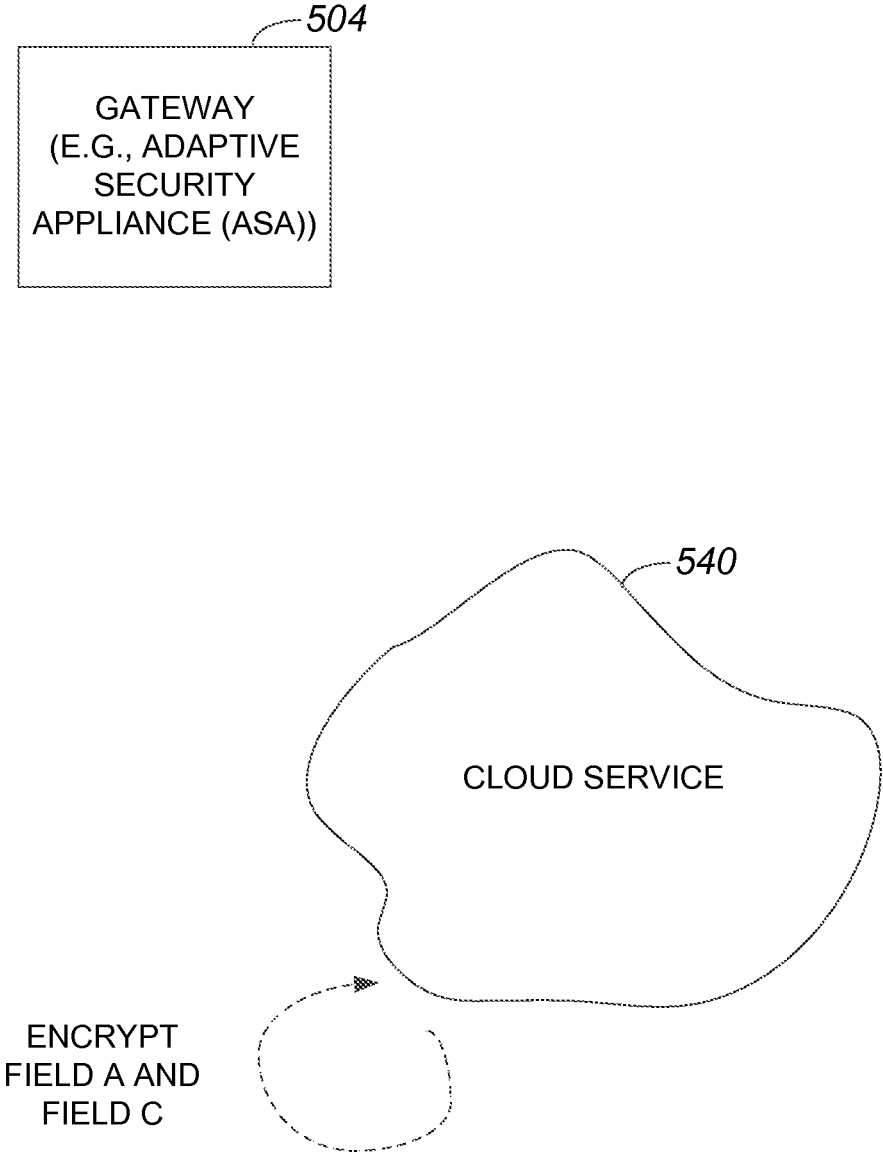 504
GATEWAY
(E.G., ADAPTIVE
SECURITY
APPLIANCE (ASA))
540
CLOUD SERVICE
ENCRYPT
FIELD A AND
FIELD C